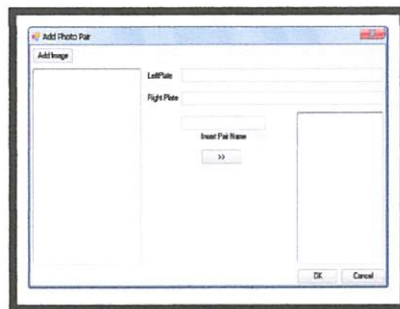 Add Photo Pair
Add Image
Left Plate
Right Plate
Insert Pair Name
>>
OK
Cancel